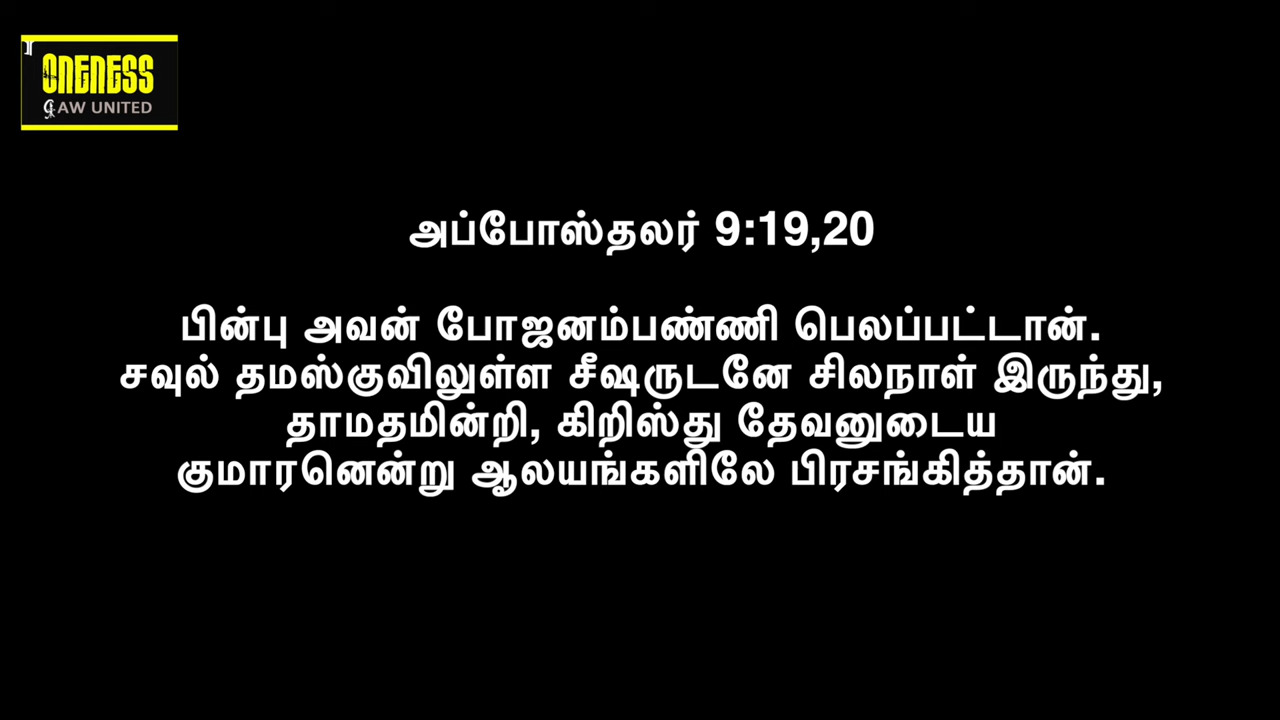 ONENESS
LAW UNITED
அப்போஸ்தலர் 9:19,20
பின்பு அவன் போஜனம்பண்ணி பெலப்பட்டான்.
சவுல் தமஸ்குவிலுள்ள சீஷருடனே சிலநாள் இருந்து,
தாமதமின்றி, கிறிஸ்து தேவனுடைய
குமாரனென்று ஆலயங்களிலே பிரசங்கித்தான்.